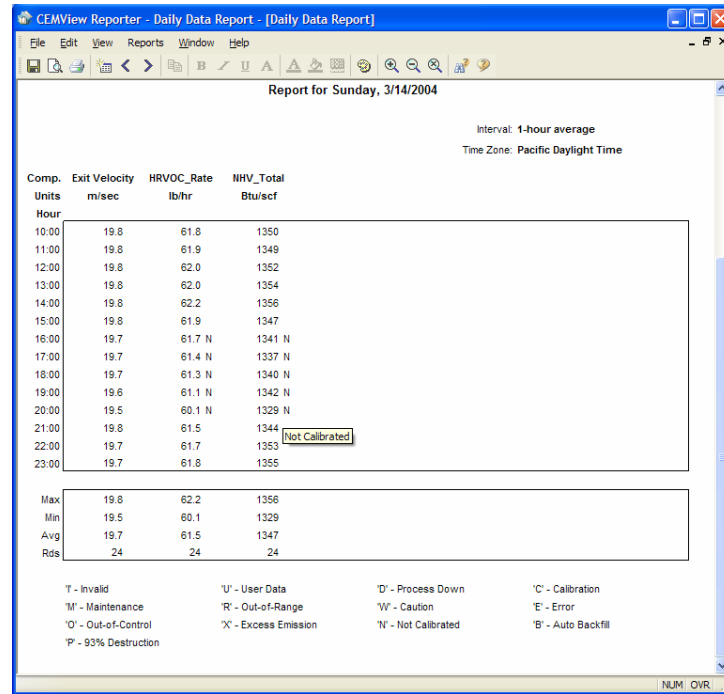 CEMView Reporter - Daily Data Report - [Daily Data Report]
File Edit View Reports Window Help
Report for Sunday, 3/14/2004
Interval: 1-hour average
Time Zone: Pacific Daylight Time
Comp. Exit Velocity HRVOC_Rate NHV_Total
Units m/sec lb/hr Btu/scf
Hour
10:00 19.8 61.8 1350
11:00 19.8 61.9 1349
12:00 19.8 62.0 1352
13:00 19.8 62.0 1354
14:00 19.8 62.2 1356
15:00 19.8 61.9 1347
16:00 19.7 61.7 N 1341 N
17:00 19.7 61.4 N 1337 N
18:00 19.7 61.3 N 1340 N
19:00 19.6 61.1 N 1342 N
20:00 19.5 60.1 N 1329 N
21:00 19.8 61.5 1344
Not Calibrated
22:00 19.7 61.7 1353
23:00 19.7 61.8 1355
Max 19.8 62.2 1356
Min 19.5 60.1 1329
Avg 19.7 61.5 1347
Rds 24 24 24
'I' - Invalid 'U' - User Data 'D' - Process Down 'C' - Calibration
'M' - Maintenance 'R' - Out-of-Range 'W' - Caution 'E' - Error
'O' - Out-of-Control 'X' - Excess Emission 'N' - Not Calibrated 'B' - Auto Backfill
'P' - 93% Destruction
NUM OVR